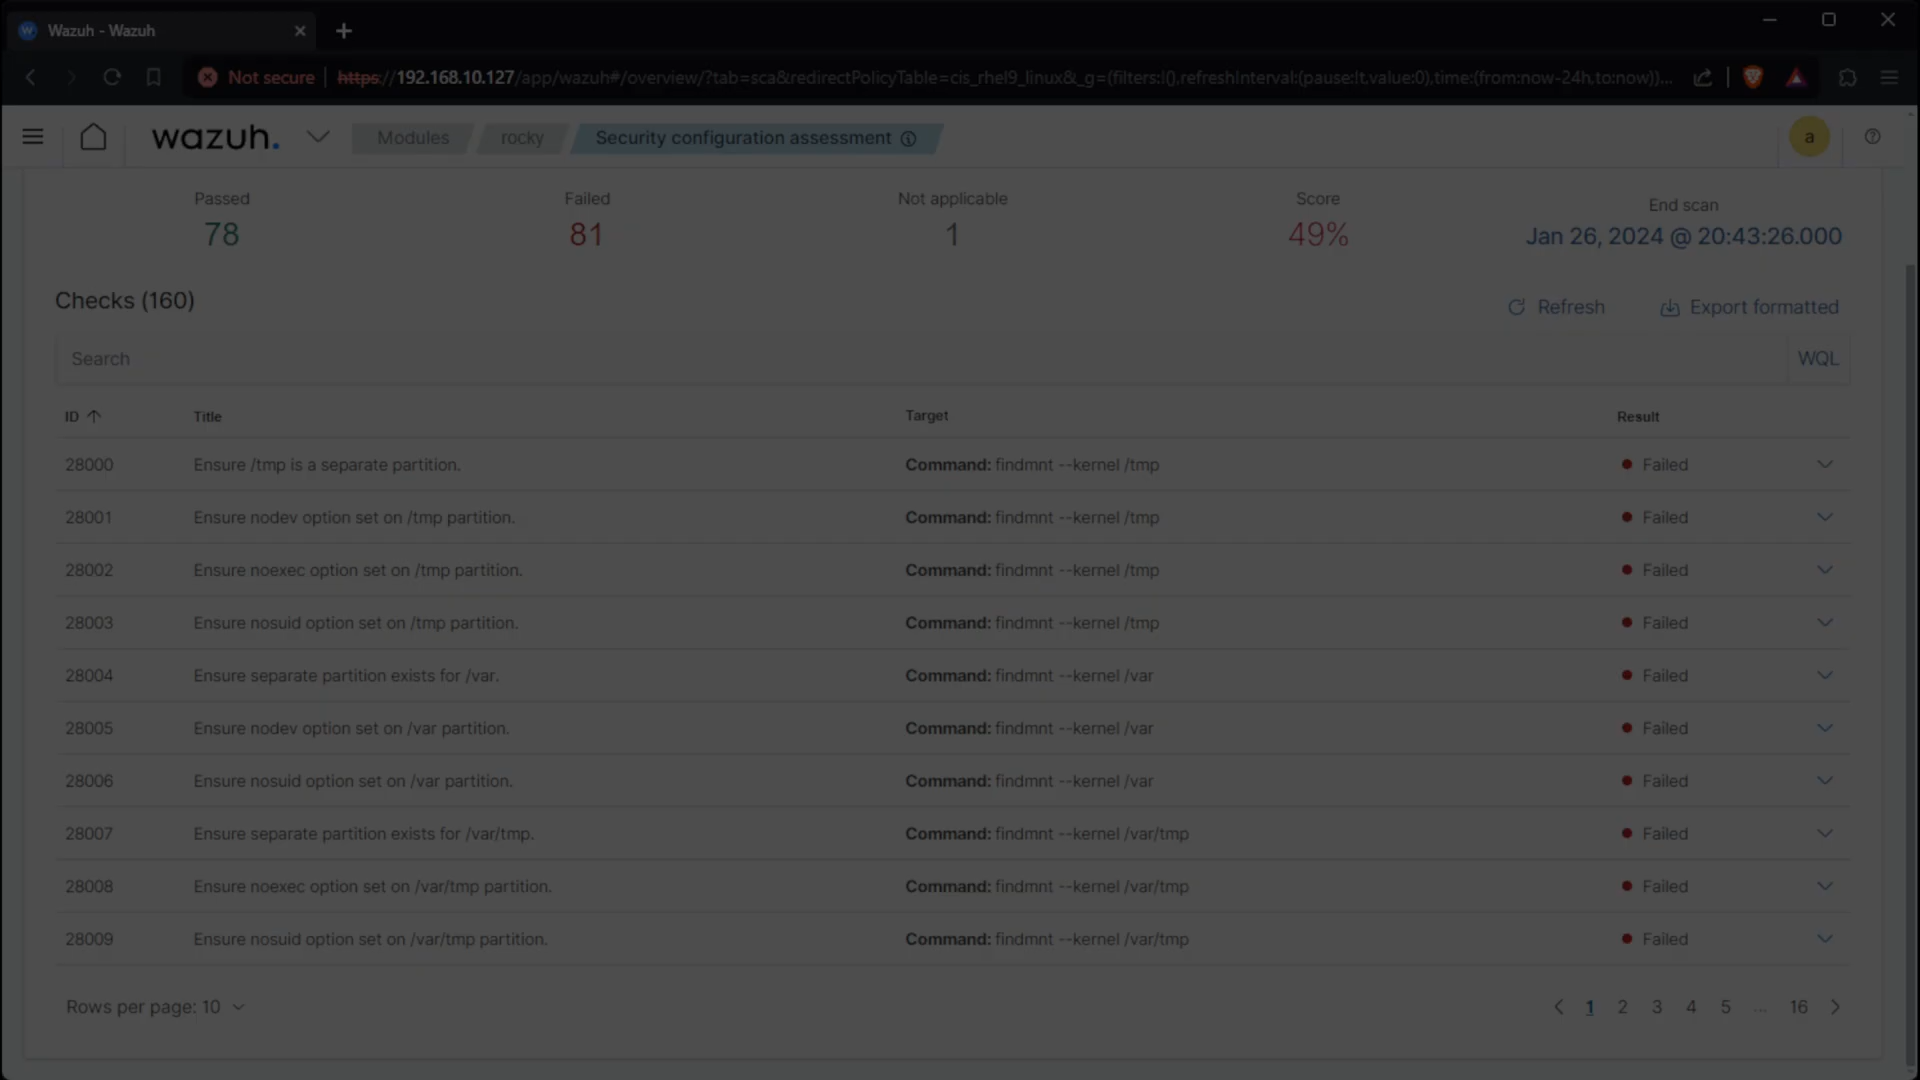 Wazuh - Wazuh
Not secure https://192.168.10.127/app/wazuh#/overview/?tab=sca&redirectPolicyTable=cis_rhel9_linux&_g=(filters:!(),refreshInterval:(pause:!t,value:0),time:(from:now-24h,to:now))...
wazuh. Modules rocky Security configuration assessment a
Passed Failed Not applicable Score End scan
78 81 1 49% Jan 26, 2024 @ 20:43:26.000
Checks (160) Refresh Export formatted
Search WQL
ID Title Target Result
28000 Ensure /tmp is a separate partition. Command: findmnt --kernel /tmp Failed
28001 Ensure nodev option set on /tmp partition. Command: findmnt --kernel /tmp Failed
28002 Ensure noexec option set on /tmp partition. Command: findmnt --kernel /tmp Failed
28003 Ensure nosuid option set on /tmp partition. Command: findmnt --kernel /tmp Failed
28004 Ensure separate partition exists for /var. Command: findmnt --kernel /var Failed
28005 Ensure nodev option set on /var partition. Command: findmnt --kernel /var Failed
28006 Ensure nosuid option set on /var partition. Command: findmnt --kernel /var Failed
28007 Ensure separate partition exists for /var/tmp. Command: findmnt --kernel /var/tmp Failed
28008 Ensure noexec option set on /var/tmp partition. Command: findmnt --kernel /var/tmp Failed
28009 Ensure nosuid option set on /var/tmp partition. Command: findmnt --kernel /var/tmp Failed
Rows per page: 10 1 2 3 4 5 ... 16